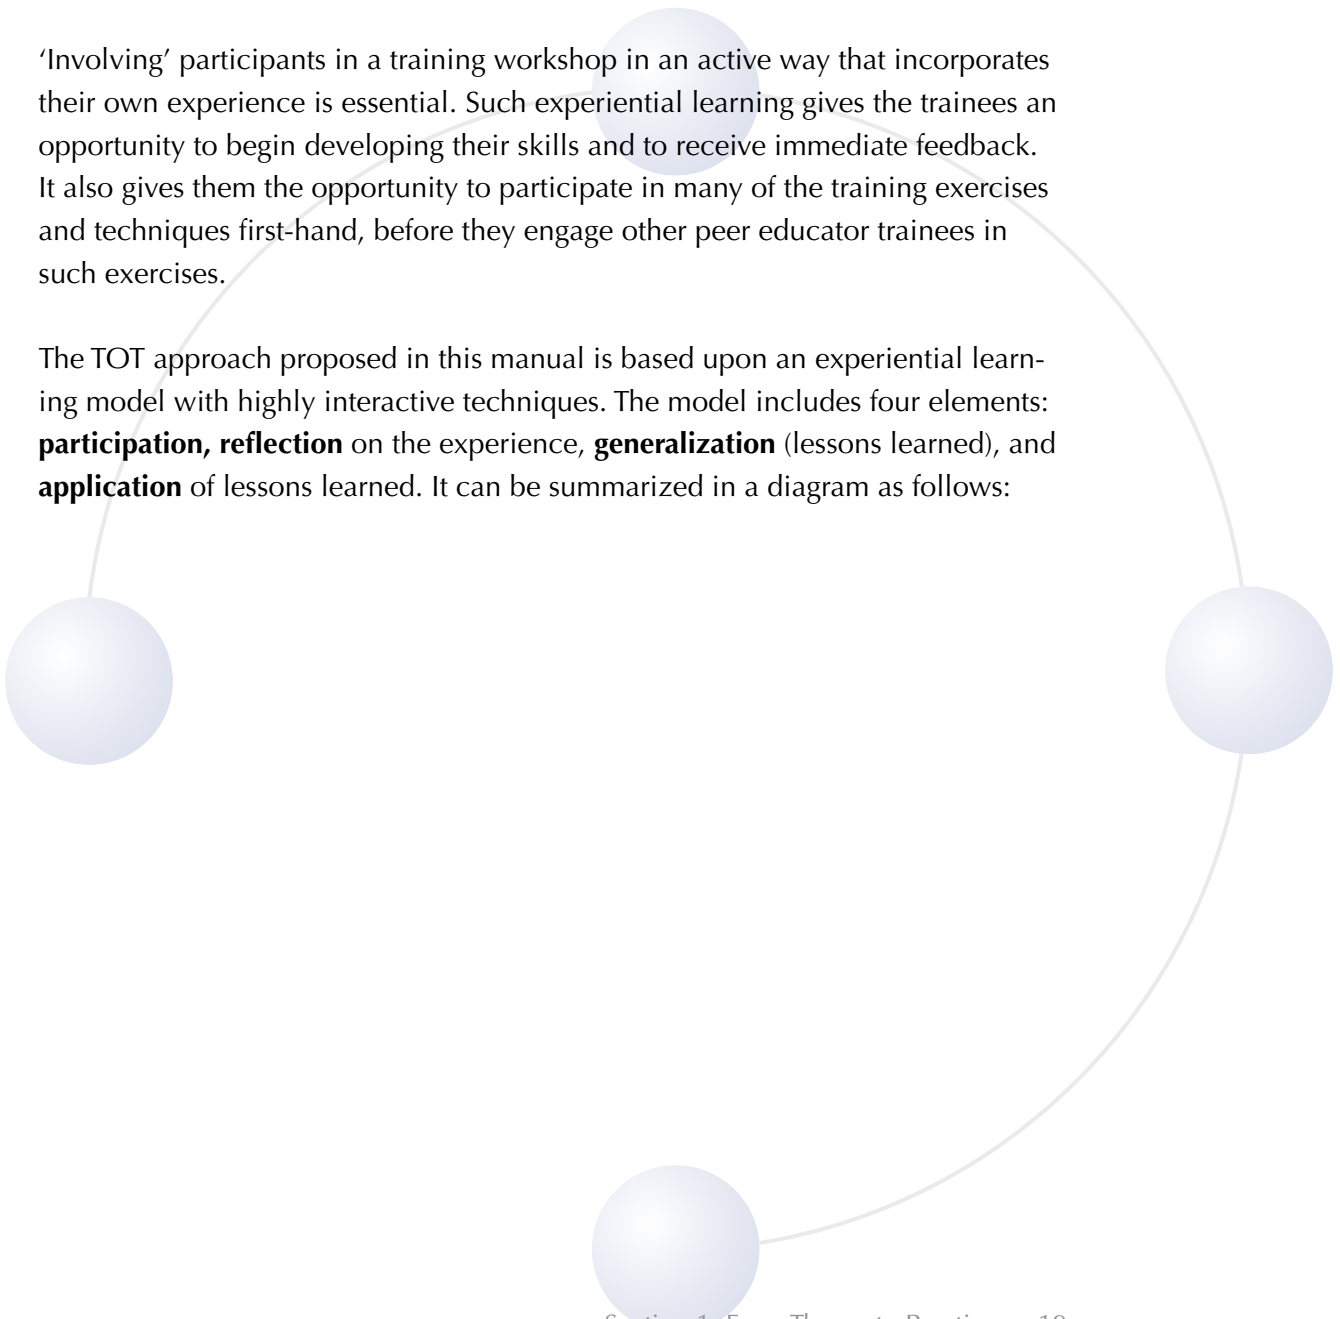 ‘Involving’ participants in a training workshop in an active way that incorporates
their own experience is essential. Such experiential learning gives the trainees an
opportunity to begin developing their skills and to receive immediate feedback.
It also gives them the opportunity to participate in many of the training exercises
and techniques first-hand, before they engage other peer educator trainees in
such exercises.
The TOT approach proposed in this manual is based upon an experiential learn-
ing model with highly interactive techniques. The model includes four elements:
participation, reflection on the experience, generalization (lessons learned), and
application of lessons learned. It can be summarized in a diagram as follows: